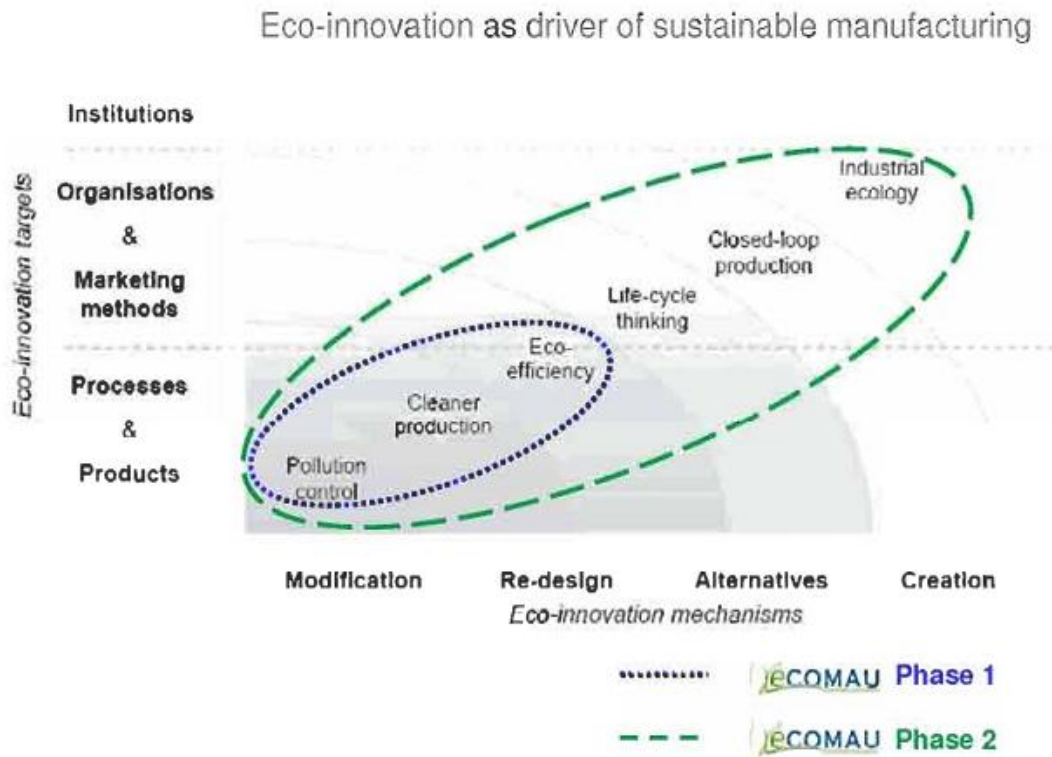 Eco-innovation as driver of sustainable manufacturing
Institutions
Organisations
&
Marketing
methods
Processes
&
Products
Eco-innovation targets
Industrial
ecology
Closed-loop
production
Life-cycle
thinking
Eco-
efficiency
Cleaner
production
Pollution
control
Modification Re-design Alternatives Creation
Eco-innovation mechanisms
éCOMAU Phase 1
éCOMAU Phase 2